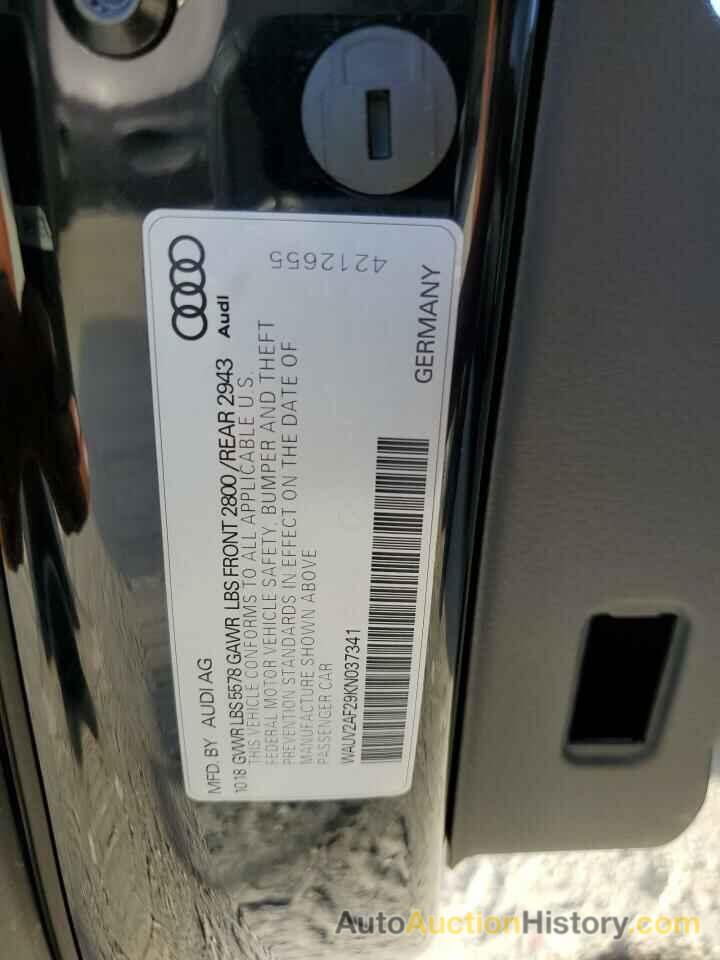 MFD. BY AUDI AG
10 18 GVWR LBS 5578 GAWR LBS FRONT 2800 /REAR 2943
Audi
THIS VEHICLE CONFORMS TO ALL APPLICABLE U.S.
FEDERAL MOTOR VEHICLE SAFETY, BUMPER AND THEFT
PREVENTION STANDARDS IN EFFECT ON THE DATE OF
MANUFACTURE SHOWN ABOVE
PASSENGER CAR
4212655
WAUV2AF29KN037341
GERMANY
AutoAuctionHistory.com